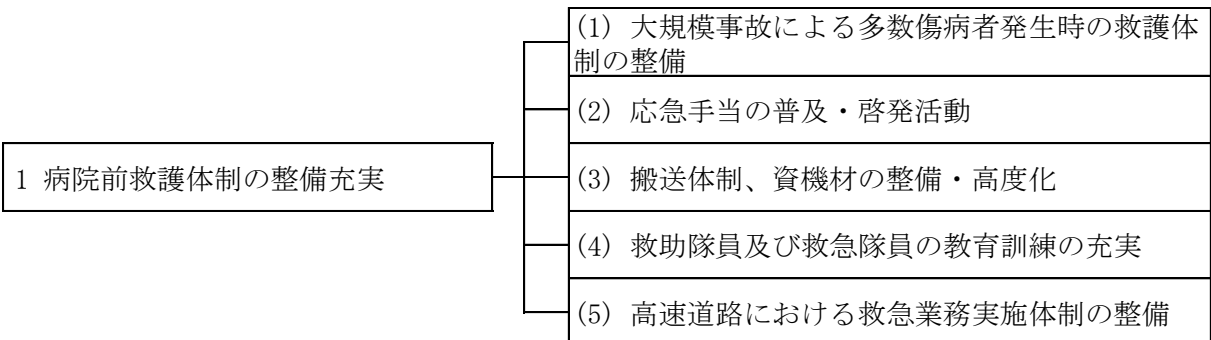 1 病院前救護体制の整備充実
(1) 大規模事故による多数傷病者発生時の救護体
制の整備
(2) 応急手当の普及・啓発活動
(3) 搬送体制、資機材の整備・高度化
(4) 救助隊員及び救急隊員の教育訓練の充実
(5) 高速道路における救急業務実施体制の整備